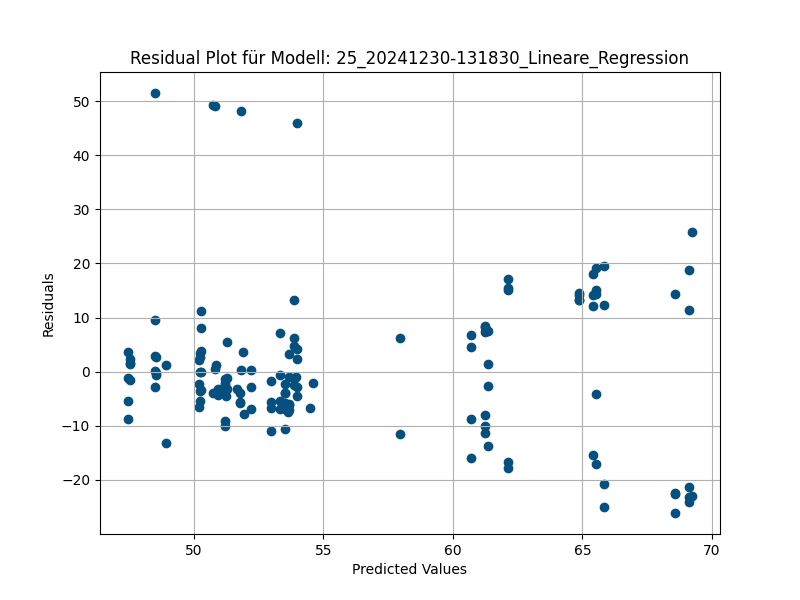 Residual Plot für Modell: 25_20241230-131830_Lineare_Regression
50
40
30
20
10
0
−10
−20
Residuals
50 55 60 65 70
Predicted Values